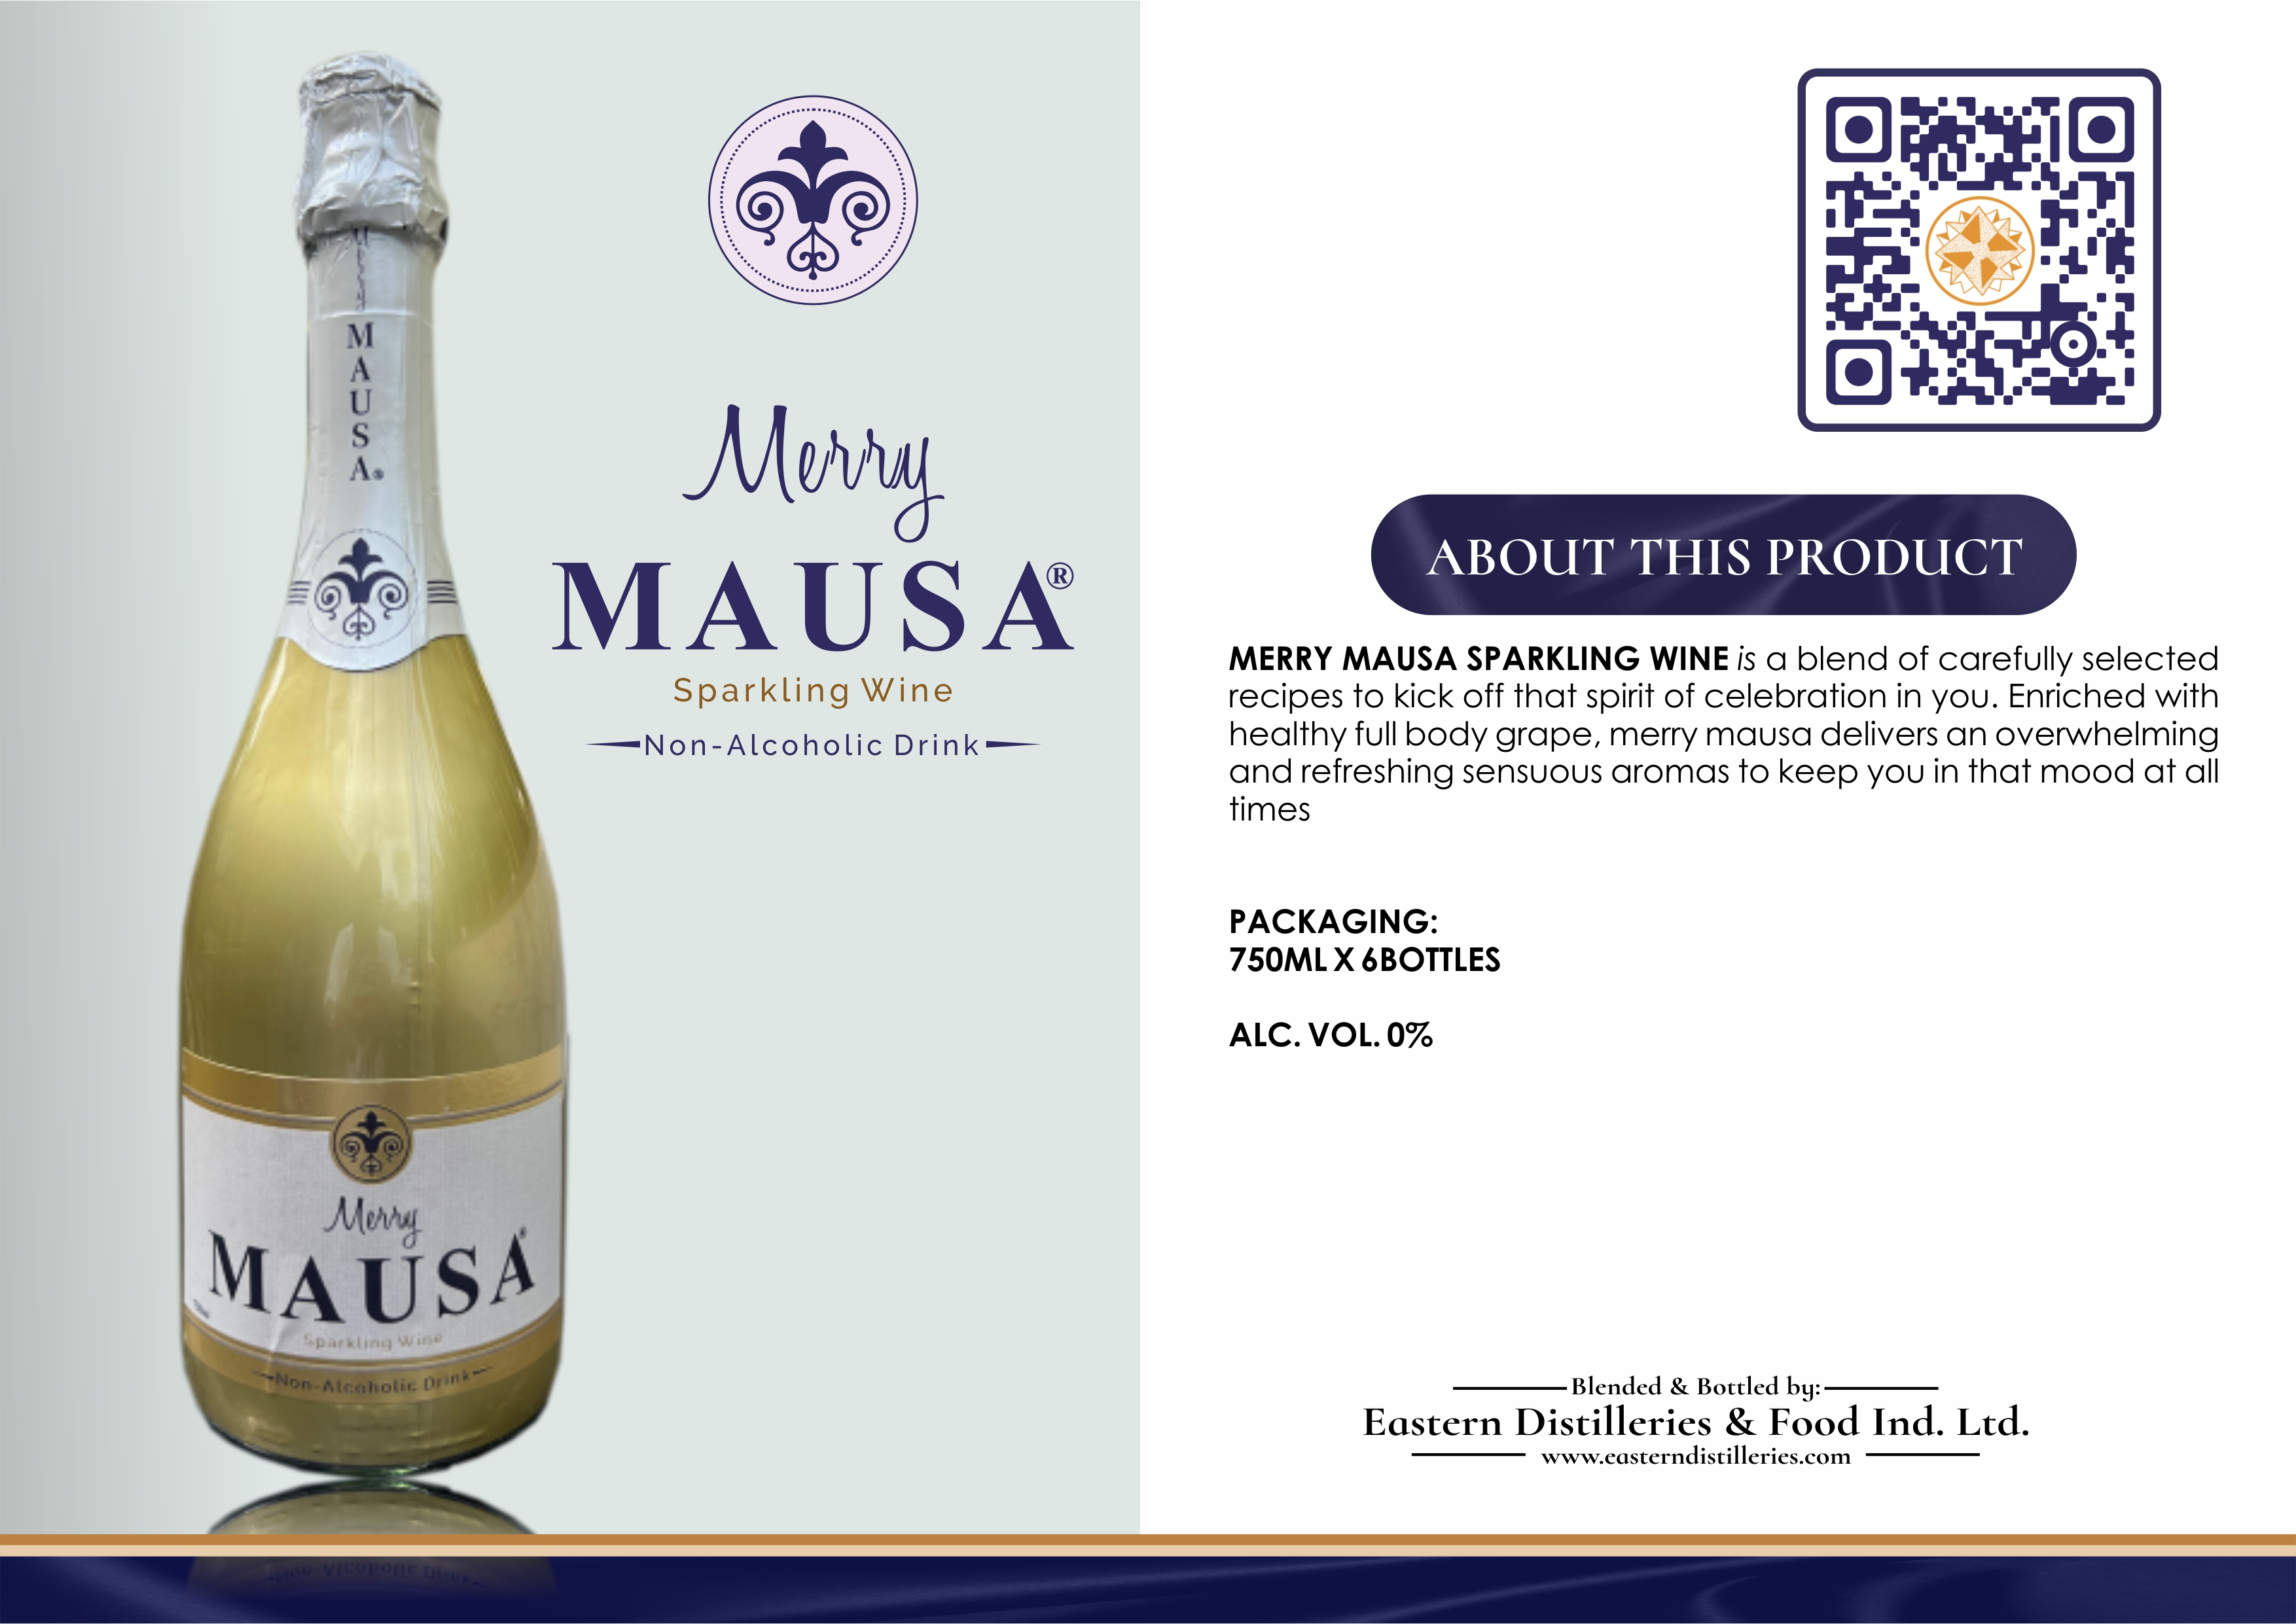 Merry
MAUSA®
Sparkling Wine
Non-Alcoholic Drink
Merry
MAUSA®
Merry
MAUSA®
Sparkling Wine
Non-Alcoholic Drink
ABOUT THIS PRODUCT
MERRY MAUSA SPARKLING WINE is a blend of carefully selected
recipes to kick off that spirit of celebration in you. Enriched with
healthy full body grape, merry mausa delivers an overwhelming
and refreshing sensuous aromas to keep you in that mood at all
times
PACKAGING:
750ML X 6BOTTLES
ALC. VOL. 0%
Blended & Bottled by:
Eastern Distilleries & Food Ind. Ltd.
www.easterndistilleries.com